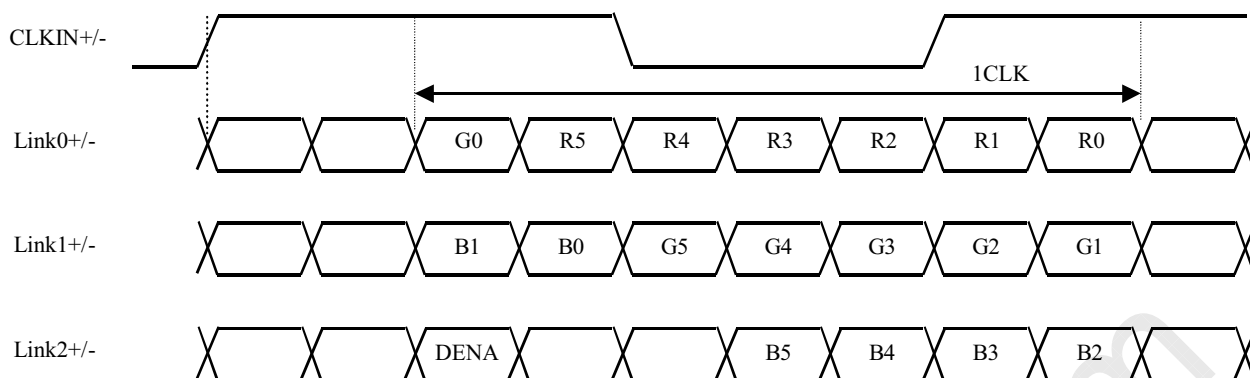 CLKIN+/-
1CLK
Link0+/- G0 R5 R4 R3 R2 R1 R0
Link1+/- B1 B0 G5 G4 G3 G2 G1
Link2+/- DENA B5 B4 B3 B2